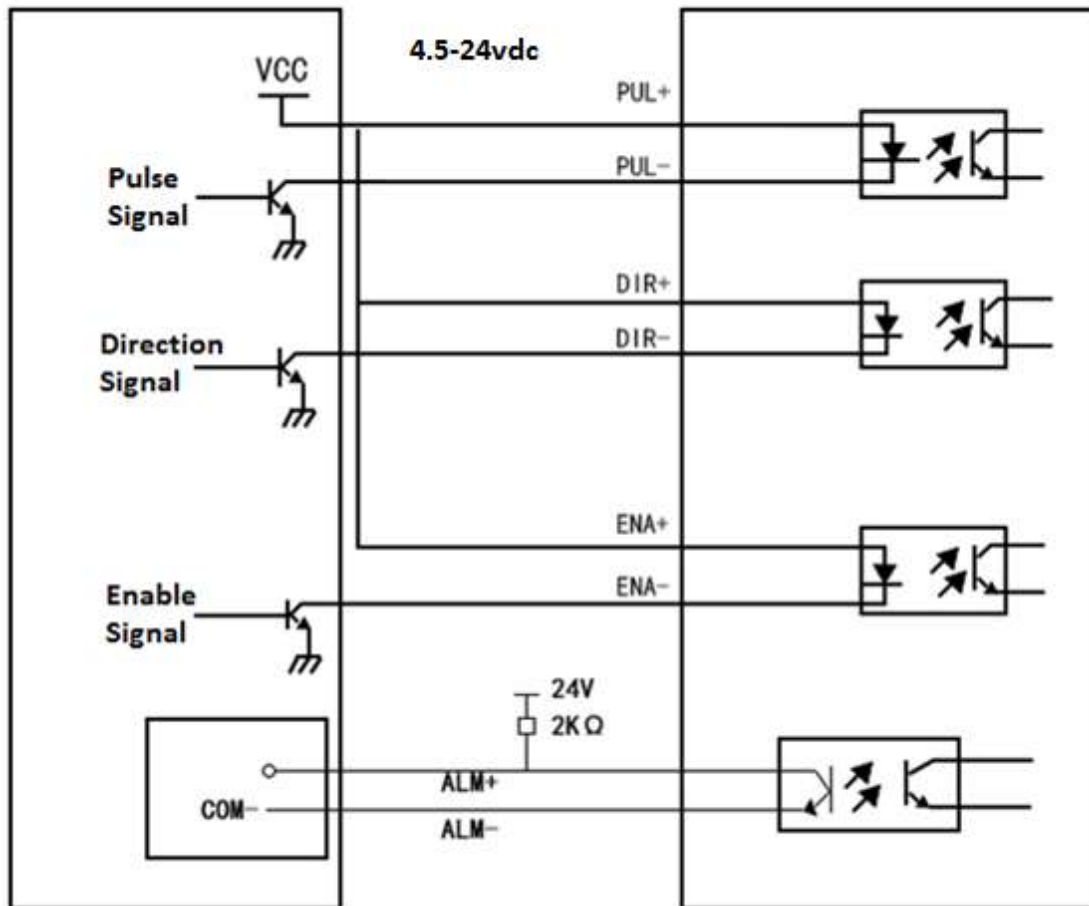 4.5-24vdc
VCC
PUL+
Pulse
Signal
PUL-
DIR+
Direction
Signal
DIR-
ENA+
Enable
Signal
ENA-
24V
2KΩ
ALM+
COM-
ALM-